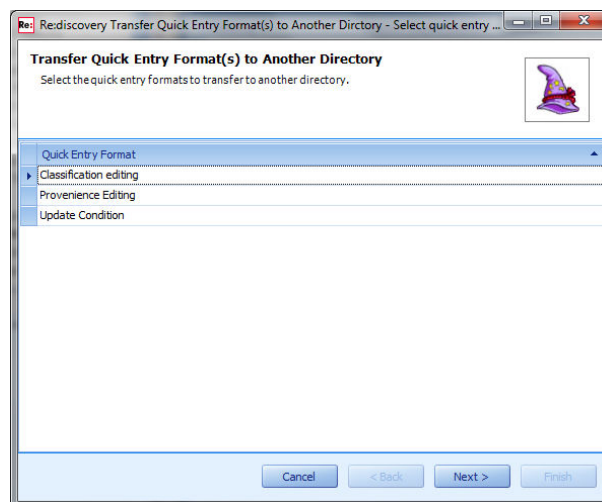 Re: Re:discovery Transfer Quick Entry Format(s) to Another Dirctory - Select quick entry ...
Transfer Quick Entry Format(s) to Another Directory
Select the quick entry formats to transfer to another directory.
Quick Entry Format
Classification editing
Provenience Editing
Update Condition
Cancel < Back Next > Finish